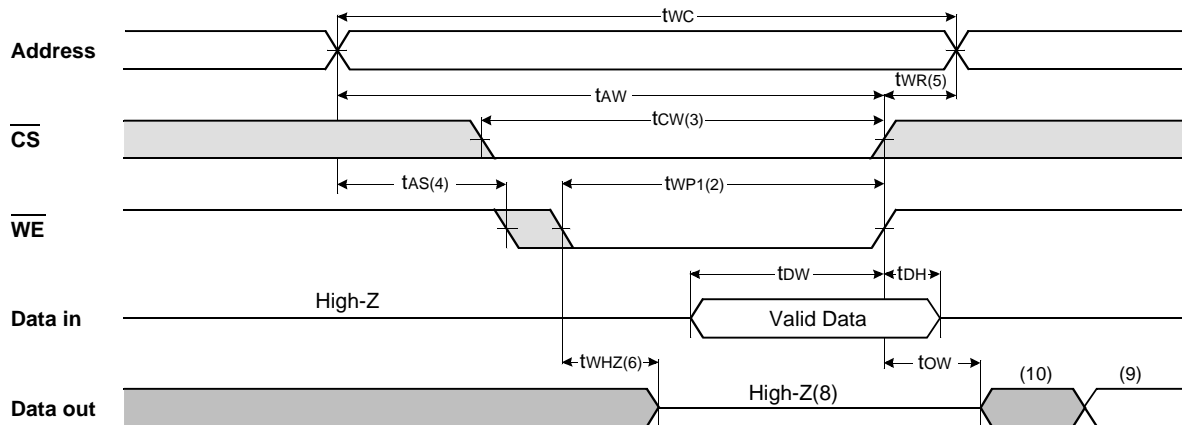 tWC
Address
tWR(5)
tAW
tCW(3)
CS
tAS(4)
tWP1(2)
WE
tDW
tDH
High-Z
Data in
Valid Data
tWHZ(6)
tOW
(10)
(9)
High-Z(8)
Data out